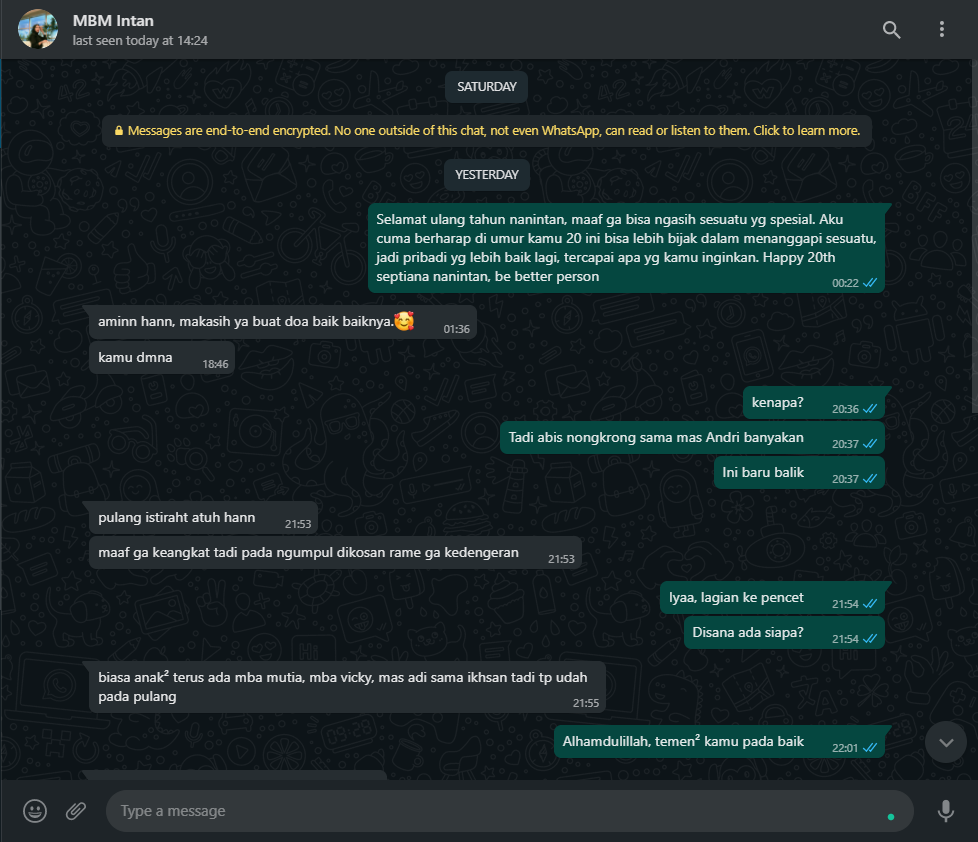 MBM Intan
last seen today at 14:24
SATURDAY
Messages are end-to-end encrypted. No one outside of this chat, not even WhatsApp, can read or listen to them. Click to learn more.
YESTERDAY
Selamat ulang tahun nanintan, maaf ga bisa ngasih sesuatu yg spesial. Aku
cuma berharap di umur kamu 20 ini bisa lebih bijak dalam menanggapi sesuatu,
jadi pribadi yg lebih baik lagi, tercapai apa yg kamu inginkan. Happy 20th
septiana nanintan, be better person
00:22
aminn hann, makasih ya buat doa baik baiknya.🥰
01:36
kamu dmna
18:46
kenapa?
20:36
Tadi abis nongkrong sama mas Andri banyakan
20:37
Ini baru balik
20:37
pulang istiraht atuh hann
21:53
maaf ga keangkat tadi pada ngumpul dikosan rame ga kedengeran
21:53
Iyaa, lagian ke pencet
21:54
Disana ada siapa?
21:54
biasa anak² terus ada mba mutia, mba vicky, mas adi sama ikhsan tadi tp udah
pada pulang
21:55
Alhamdulillah, temen² kamu pada baik
22:01
Type a message